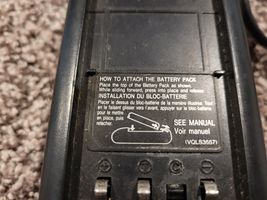 HOW TO ATTACH THE BATTERY PACK
Place the top of the Battery Pack as shown.
While sliding forward, press into place and release.
INSTALLATION DU BLOC-BATTERIE
Placer le dessus du bloc-batterie de la manière illustrée. Tout
en le faisant glisser vers l'avant, appuyer sur le bloc-batterie
pour le mettre
en place, puis
relâcher.
SEE MANUAL
Voir manuel
(VQLS3557)